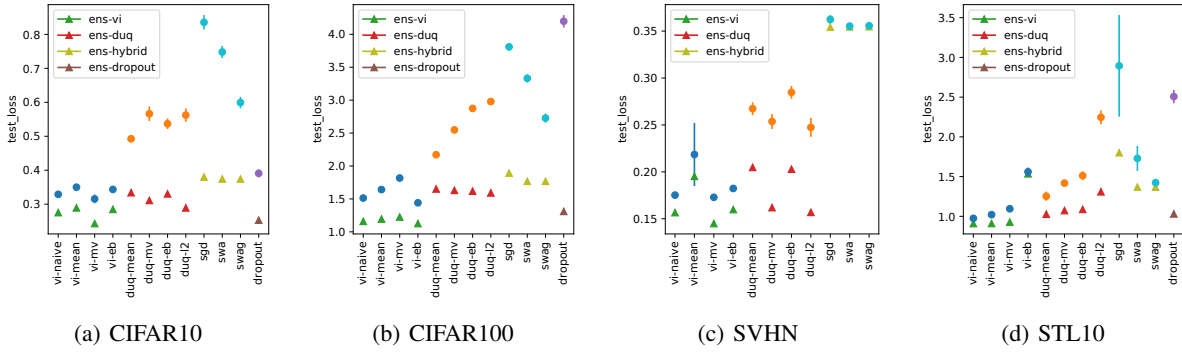 test_loss
0.8
0.7
0.6
0.5
0.4
0.3
ens-vi
ens-duq
ens-hybrid
ens-dropout
vi-naive
vi-mean
vi-mv
vi-eb
duq-mean
duq-mv
duq-eb
duq-l2
sgd
swa
swag
dropout
(a) CIFAR10
test_loss
4.0
3.5
3.0
2.5
2.0
1.5
1.0
ens-vi
ens-duq
ens-hybrid
ens-dropout
vi-naive
vi-mean
vi-mv
vi-eb
duq-mean
duq-mv
duq-eb
duq-l2
sgd
swa
swag
dropout
(b) CIFAR100
test_loss
0.35
0.30
0.25
0.20
0.15
ens-vi
ens-duq
ens-hybrid
vi-naive
vi-mean
vi-mv
vi-eb
duq-mean
duq-mv
duq-eb
duq-l2
sgd
swa
swag
(c) SVHN
test_loss
3.5
3.0
2.5
2.0
1.5
1.0
ens-vi
ens-duq
ens-hybrid
ens-dropout
vi-naive
vi-mean
vi-mv
vi-eb
duq-mean
duq-mv
duq-eb
duq-l2
sgd
swa
swag
dropout
(d) STL10